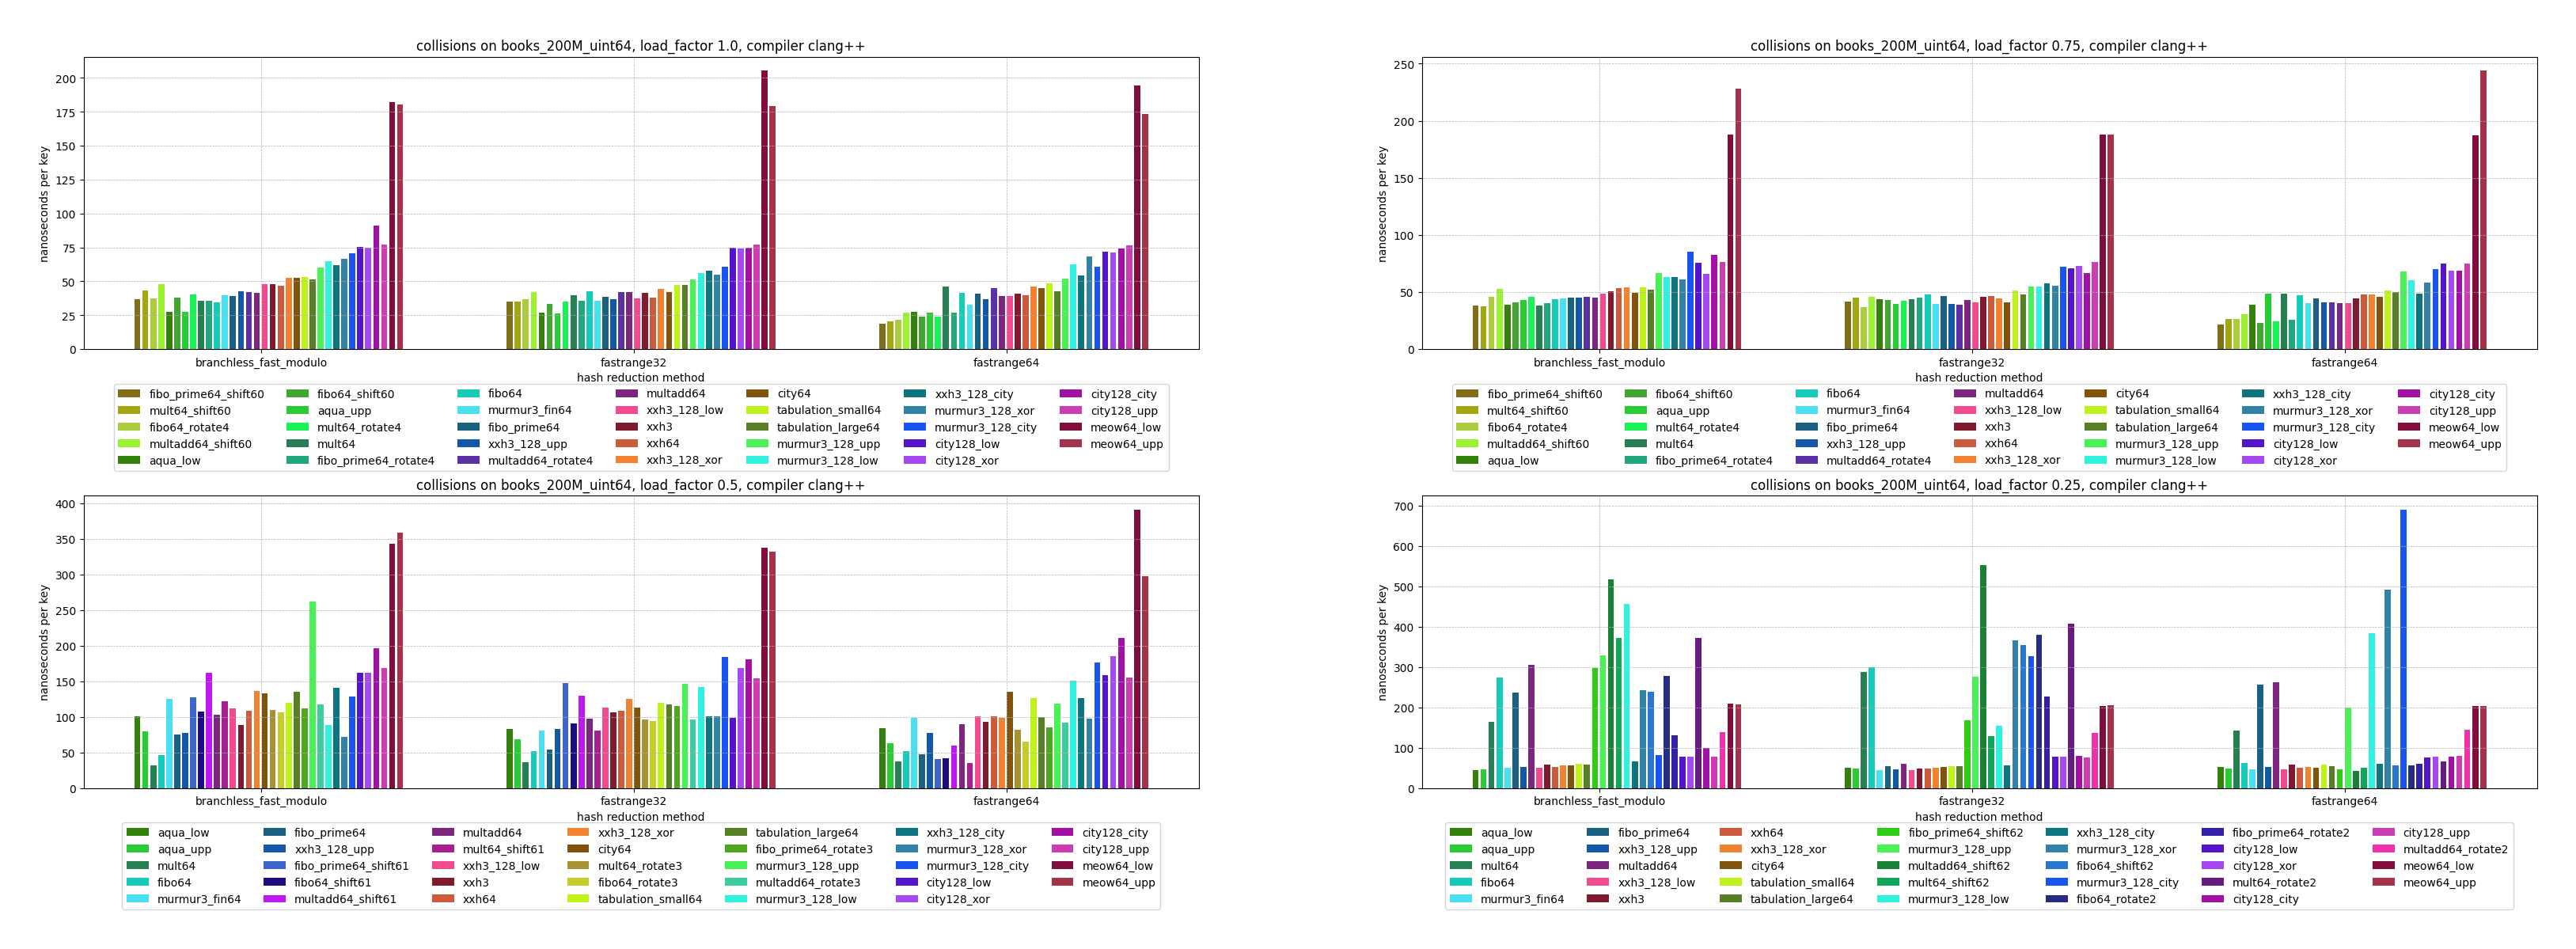 collisions on books_200M_uint64, load_factor 1.0, compiler clang++
nanoseconds per key
200
175
150
125
100
75
50
25
0
branchless_fast_modulo fastrange32 fastrange64
hash reduction method
fibo_prime64_shift60 fibo64_shift60 fibo64 multadd64 city64 xxh3_128_city city128_city
mult64_shift60 aqua_upp murmur3_fin64 xxh3_128_low tabulation_small64 murmur3_128_xor city128_upp
fibo64_rotate4 mult64_rotate4 fibo_prime64 xxh3 tabulation_large64 murmur3_128_city meow64_low
multadd64_shift60 mult64 xxh3_128_upp xxh64 murmur3_128_upp city128_low meow64_upp
aqua_low fibo_prime64_rotate4 multadd64_rotate4 xxh3_128_xor murmur3_128_low city128_xor
collisions on books_200M_uint64, load_factor 0.75, compiler clang++
nanoseconds per key
250
200
150
100
50
0
branchless_fast_modulo fastrange32 fastrange64
hash reduction method
fibo_prime64_shift60 fibo64_shift60 fibo64 multadd64 city64 xxh3_128_city city128_city
mult64_shift60 aqua_upp murmur3_fin64 xxh3_128_low tabulation_small64 murmur3_128_xor city128_upp
fibo64_rotate4 mult64_rotate4 fibo_prime64 xxh3 tabulation_large64 murmur3_128_city meow64_low
multadd64_shift60 mult64 xxh3_128_upp xxh64 murmur3_128_upp city128_low meow64_upp
aqua_low fibo_prime64_rotate4 multadd64_rotate4 xxh3_128_xor murmur3_128_low city128_xor
collisions on books_200M_uint64, load_factor 0.5, compiler clang++
nanoseconds per key
400
350
300
250
200
150
100
50
0
branchless_fast_modulo fastrange32 fastrange64
hash reduction method
aqua_low fibo_prime64 multadd64 xxh3_128_xor tabulation_large64 xxh3_128_city city128_city
aqua_upp xxh3_128_upp mult64_shift61 city64 fibo_prime64_rotate3 murmur3_128_xor city128_upp
mult64 fibo_prime64_shift61 xxh3_128_low mult64_rotate3 murmur3_128_upp murmur3_128_city meow64_low
fibo64 fibo64_shift61 xxh3 fibo64_rotate3 multadd64_rotate3 city128_low meow64_upp
murmur3_fin64 multadd64_shift61 xxh64 tabulation_small64 murmur3_128_low city128_xor
collisions on books_200M_uint64, load_factor 0.25, compiler clang++
nanoseconds per key
700
600
500
400
300
200
100
0
branchless_fast_modulo fastrange32 fastrange64
hash reduction method
aqua_low fibo_prime64 xxh64 fibo_prime64_shift62 xxh3_128_city fibo_prime64_rotate2 city128_upp
aqua_upp xxh3_128_upp xxh3_128_xor murmur3_128_upp murmur3_128_xor city128_low multadd64_rotate2
mult64 multadd64 city64 multadd64_shift62 fibo64_shift62 city128_xor meow64_low
fibo64 xxh3_128_low tabulation_small64 mult64_shift62 murmur3_128_city mult64_rotate2 meow64_upp
murmur3_fin64 xxh3 tabulation_large64 murmur3_128_low fibo64_rotate2 city128_city